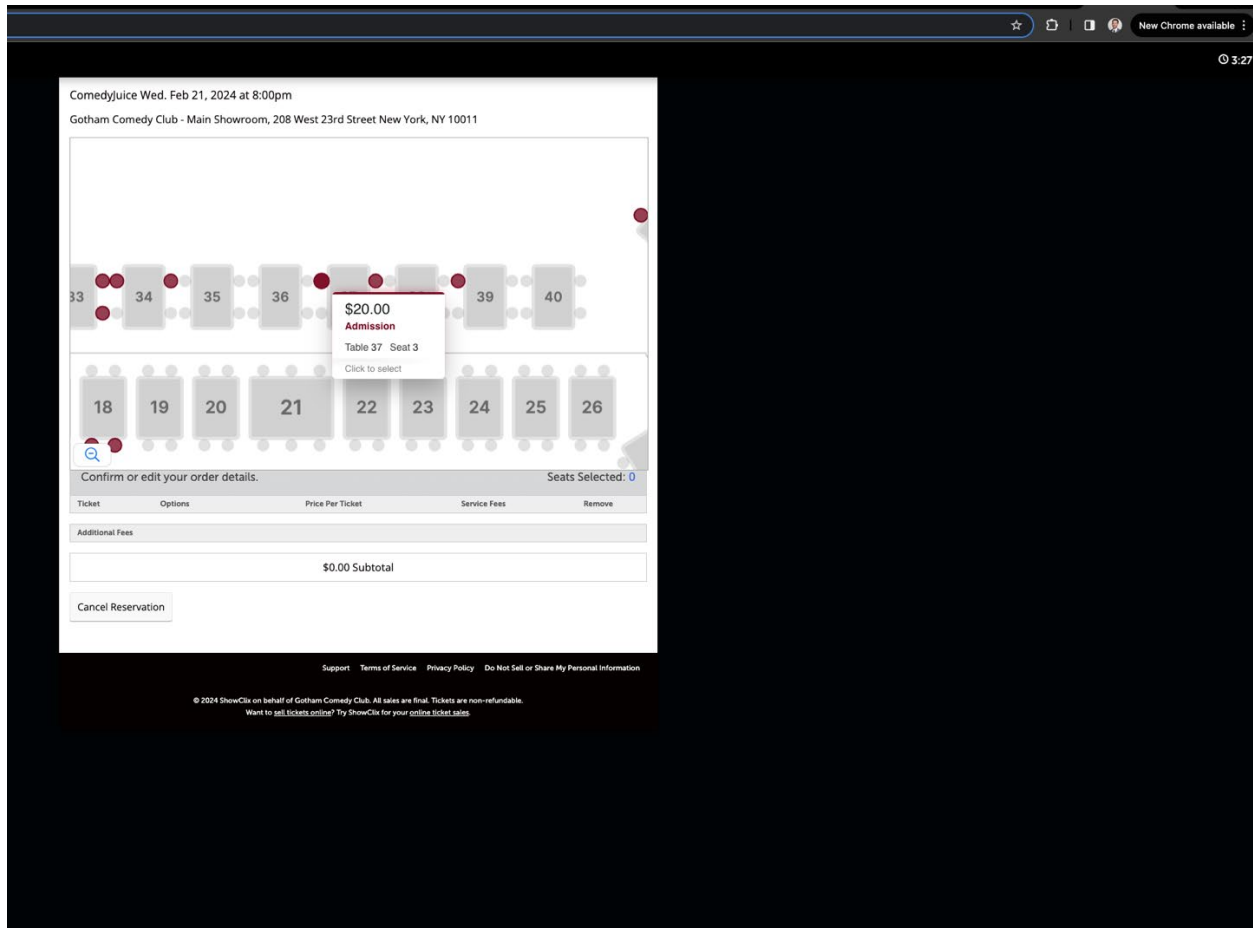 New Chrome available
3:27
ComedyJuice Wed. Feb 21, 2024 at 8:00pm
Gotham Comedy Club - Main Showroom, 208 West 23rd Street New York, NY 10011
33 34 35 36 39 40
$20.00
Admission
Table 37 Seat 3
Click to select
18 19 20 21 22 23 24 25 26
Confirm or edit your order details.
Seats Selected: 0
Ticket Options Price Per Ticket Service Fees Remove
Additional Fees
$0.00 Subtotal
Cancel Reservation
Support Terms of Service Privacy Policy Do Not Sell or Share My Personal Information
© 2024 ShowClix on behalf of Gotham Comedy Club. All sales are final. Tickets are non-refundable.
Want to sell tickets online? Try ShowClix for your online ticket sales.